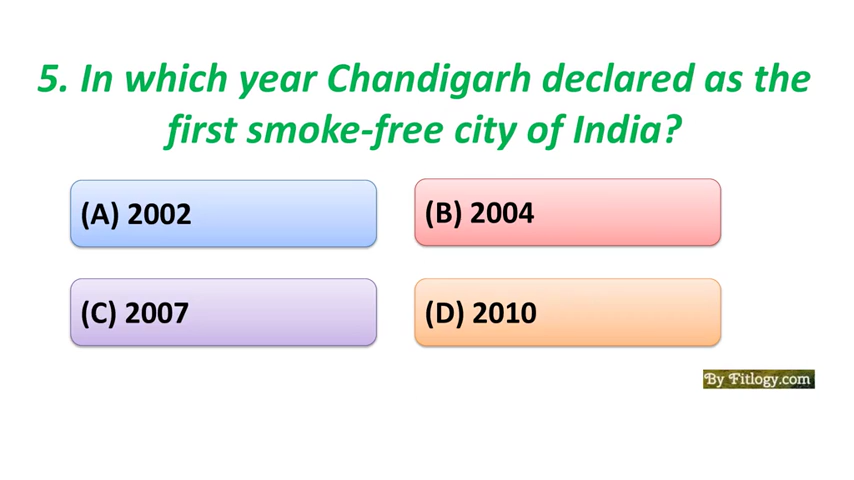 5. In which year Chandigarh declared as the
first smoke-free city of India?
(A) 2002
(B) 2004
(C) 2007
(D) 2010
By Fitlogy.com